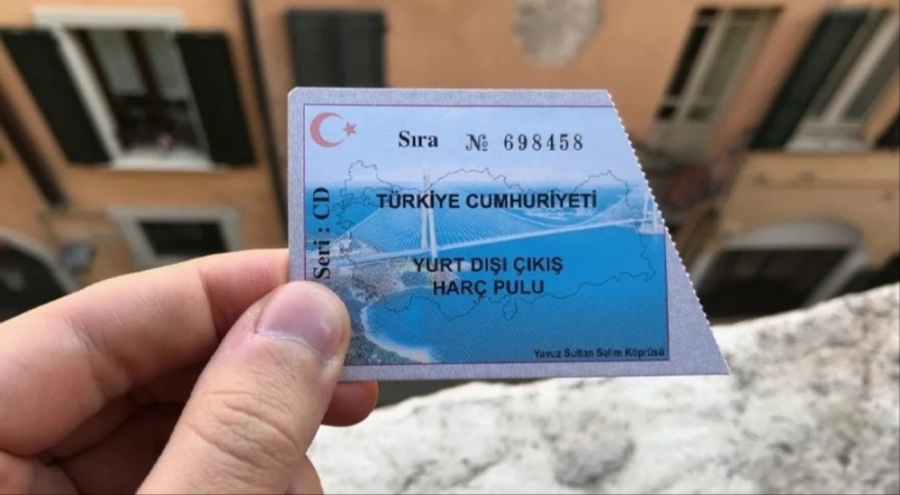 Sıra № 698458
Seri : CD
TÜRKİYE CUMHURİYETİ
YURT DIŞI ÇIKIŞ
HARÇ PULU
Yavuz Sultan Selim Köprüsü